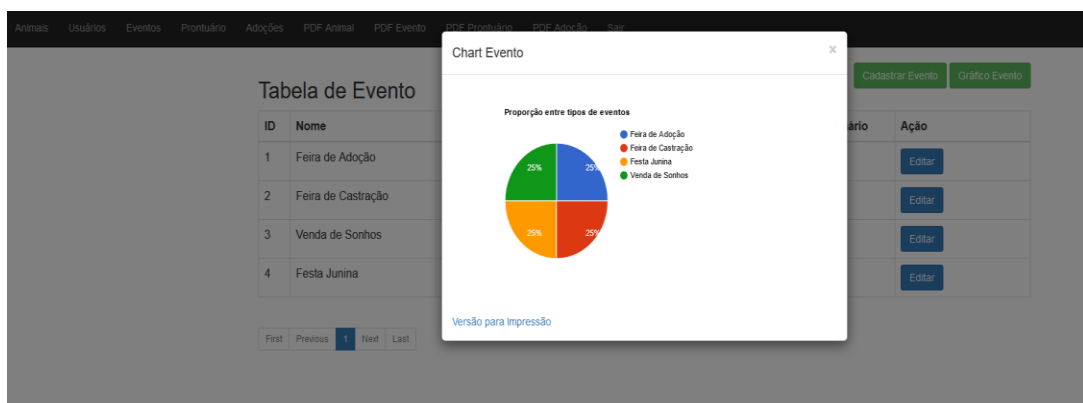 Animais Usuários Eventos Prontuário Adoções PDF Animal PDF Evento PDF Prontuário PDF Adoção Sair
Chart Evento x
Cadastrar Evento Gráfico Evento
Tabela de Evento
Proporção entre tipos de eventos
Feira de Adoção
Feira de Castração
Festa Junina
Venda de Sonhos
25% 25%
25% 25%
Versão para Impressão
ID Nome ário Ação
1 Feira de Adoção Editar
2 Feira de Castração Editar
3 Venda de Sonhos Editar
4 Festa Junina Editar
First Previous 1 Next Last